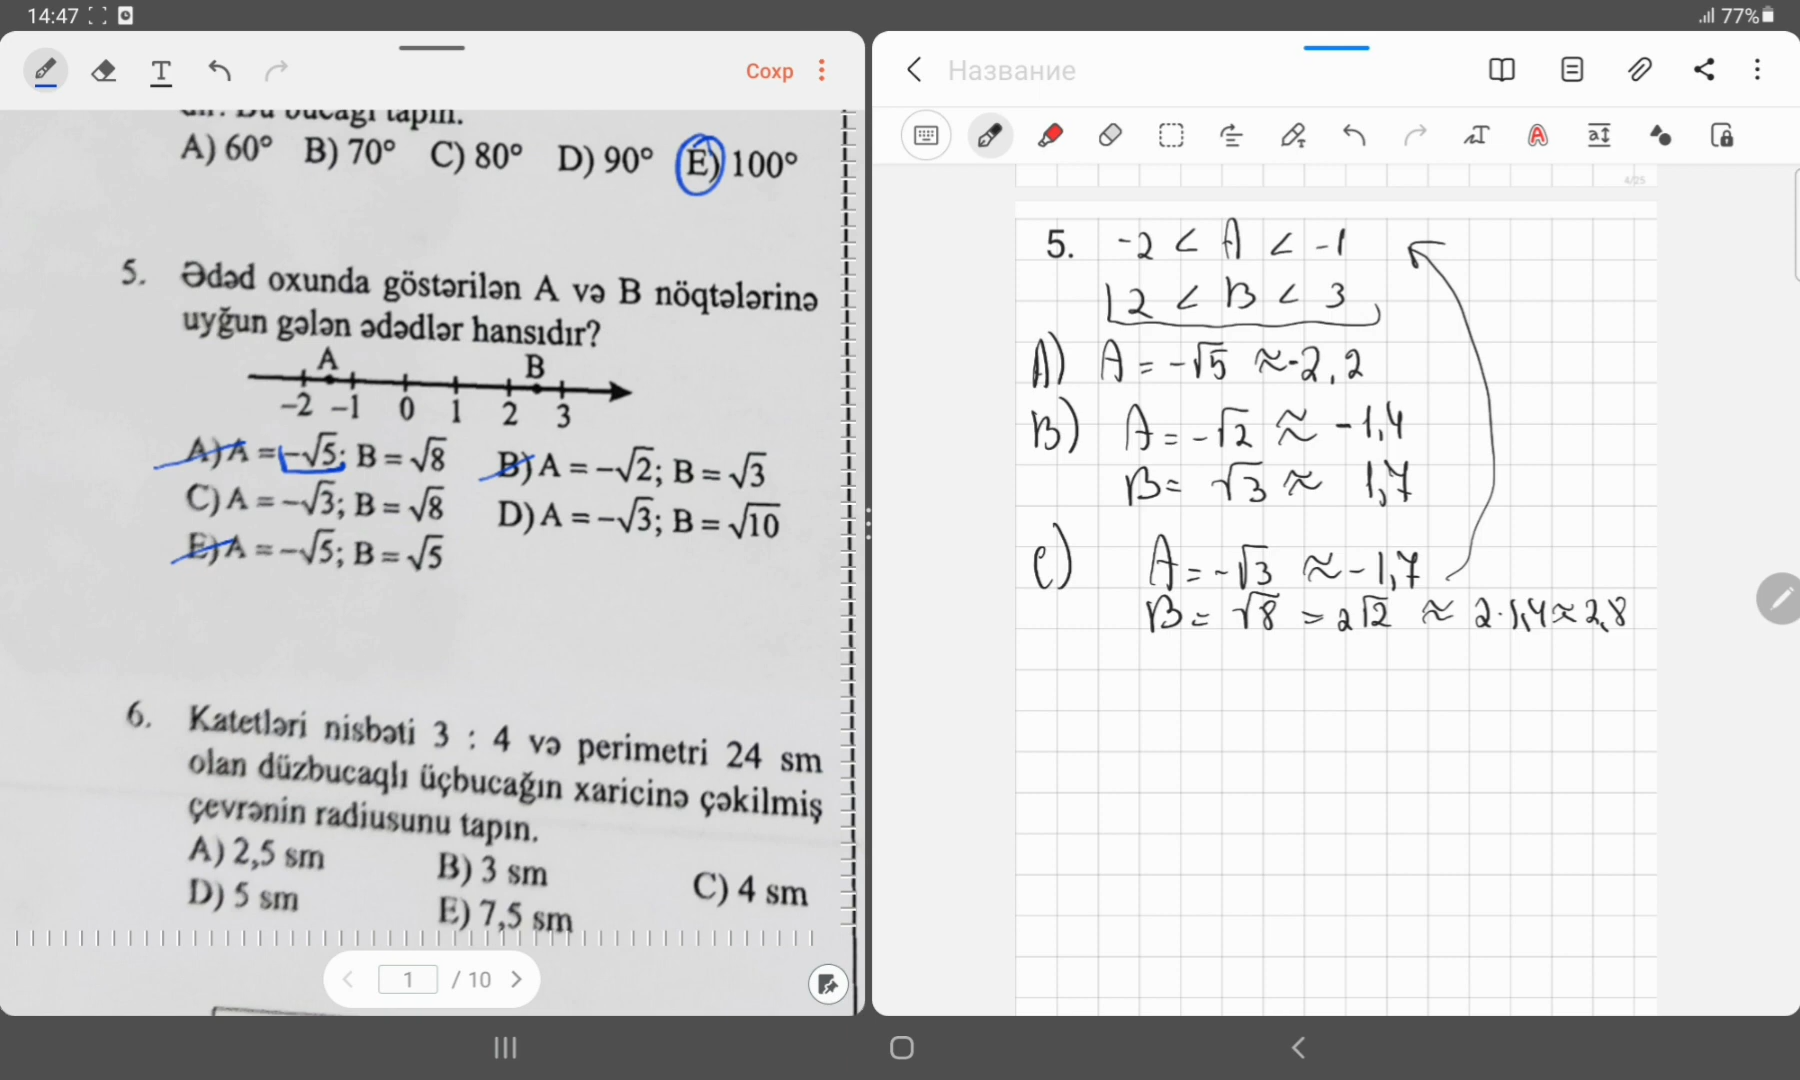 14:47
77%
Сохр
Название
A) 60° B) 70° C) 80° D) 90° E) 100°
5. Ədəd oxunda göstərilən A və B nöqtələrinə
uyğun gələn ədədlər hansıdır?
A B
–2 –1 0 1 2 3
A) A = –√5; B = √8 B) A = –√2; B = √3
C) A = –√3; B = √8 D) A = –√3; B = √10
E) A = –√5; B = √5
6. Katetləri nisbəti 3 : 4 və perimetri 24 sm
olan düzbucaqlı üçbucağın xaricinə çəkilmiş
çevrənin radiusunu tapın.
A) 2,5 sm B) 3 sm C) 4 sm
D) 5 sm E) 7,5 sm
1 / 10
4/25
5. -2 < A < -1
2 < B < 3
A) A = -√5 ≈ -2,2
B) A = -√2 ≈ -1,4
B = √3 ≈ 1,7
C) A = -√3 ≈ -1,7
B = √8 = 2√2 ≈ 2·1,4 ≈ 2,8